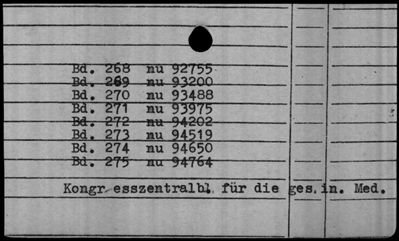 Bd. 268 nu 92755
Bd. 269 nu 93200
Bd. 270 nu 93488
Bd. 271 nu 93975
Bd. 272 nu 94202
Bd. 273 nu 94519
Bd. 274 nu 94650
Bd. 275 nu 94764
Kongr esszentralbl. für die ges.in. Med.